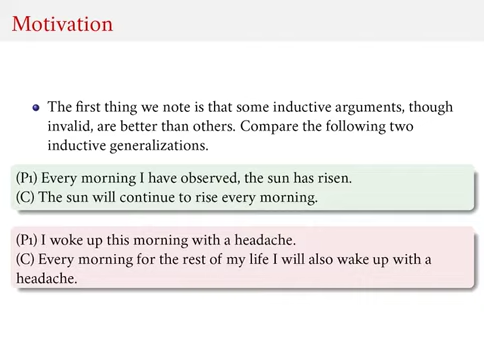 Motivation
The first thing we note is that some inductive arguments, though
invalid, are better than others. Compare the following two
inductive generalizations.
(P1) Every morning I have observed, the sun has risen.
(C) The sun will continue to rise every morning.
(P1) I woke up this morning with a headache.
(C) Every morning for the rest of my life I will also wake up with a
headache.